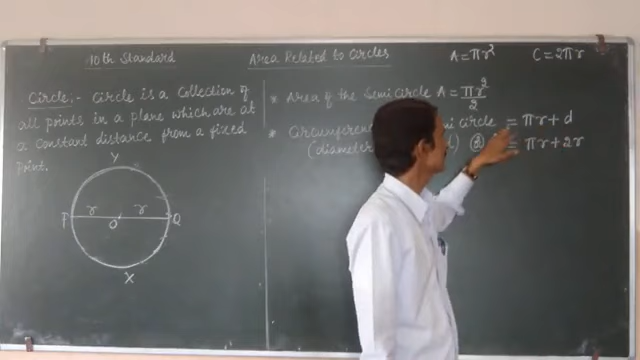 10th Standard
Area Related to Circles
A = πr²
C = 2πr
Circle :- Circle is a Collection of
all points in a plane which are at
a Constant distance from a fixed
point.
Y
P r O r Q
X
* Area of the Semi Circle A = πr²/2
* Circumferen circle = πr + d
(diameter = πr + 2r